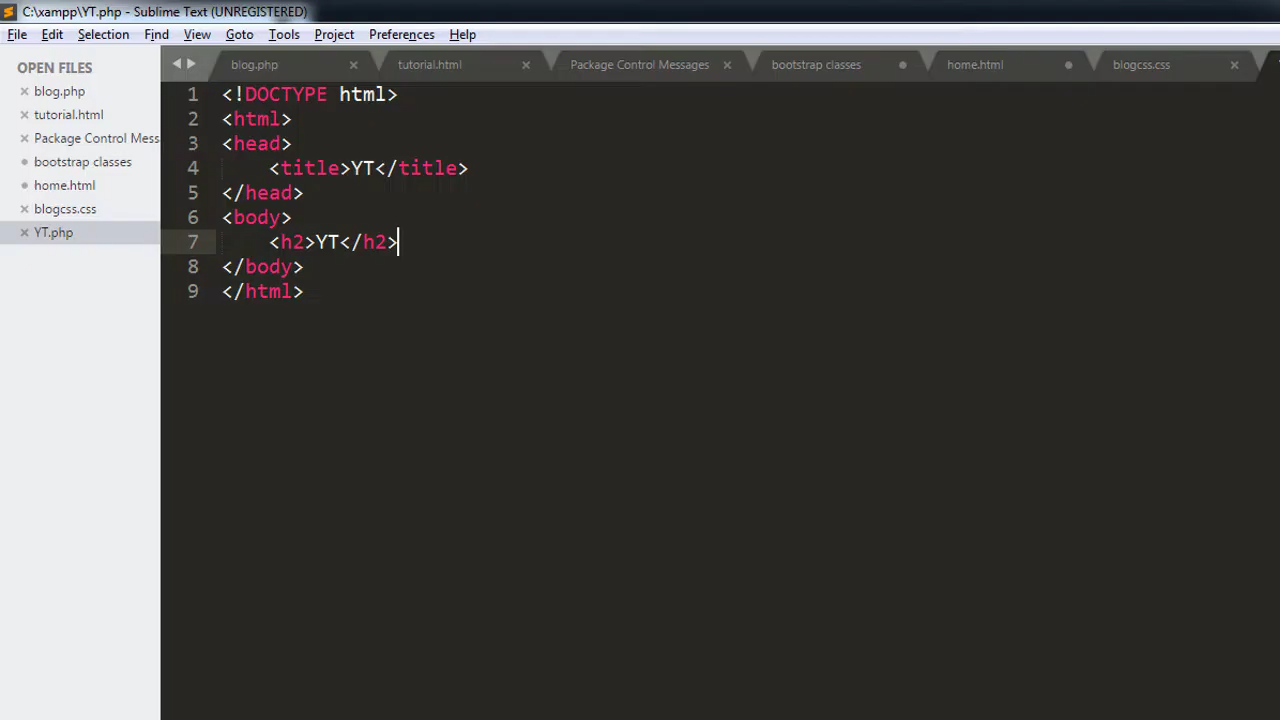 C:\xampp\YT.php - Sublime Text (UNREGISTERED)
File Edit Selection Find View Goto Tools Project Preferences Help
OPEN FILES
blog.php
tutorial.html
Package Control Mess
bootstrap classes
home.html
blogcss.css
YT.php
blog.php tutorial.html Package Control Messages bootstrap classes home.html blogcss.css
1 <!DOCTYPE html>
2 <html>
3 <head>
4 <title>YT</title>
5 </head>
6 <body>
7 <h2>YT</h2>
8 </body>
9 </html>